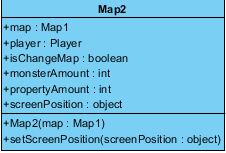 Map2
+map : Map1
+player : Player
+isChangeMap : boolean
+monsterAmount : int
+propertyAmount : int
+screenPosition : object
+Map2(map : Map1)
+setScreenPosition(screenPosition : object)